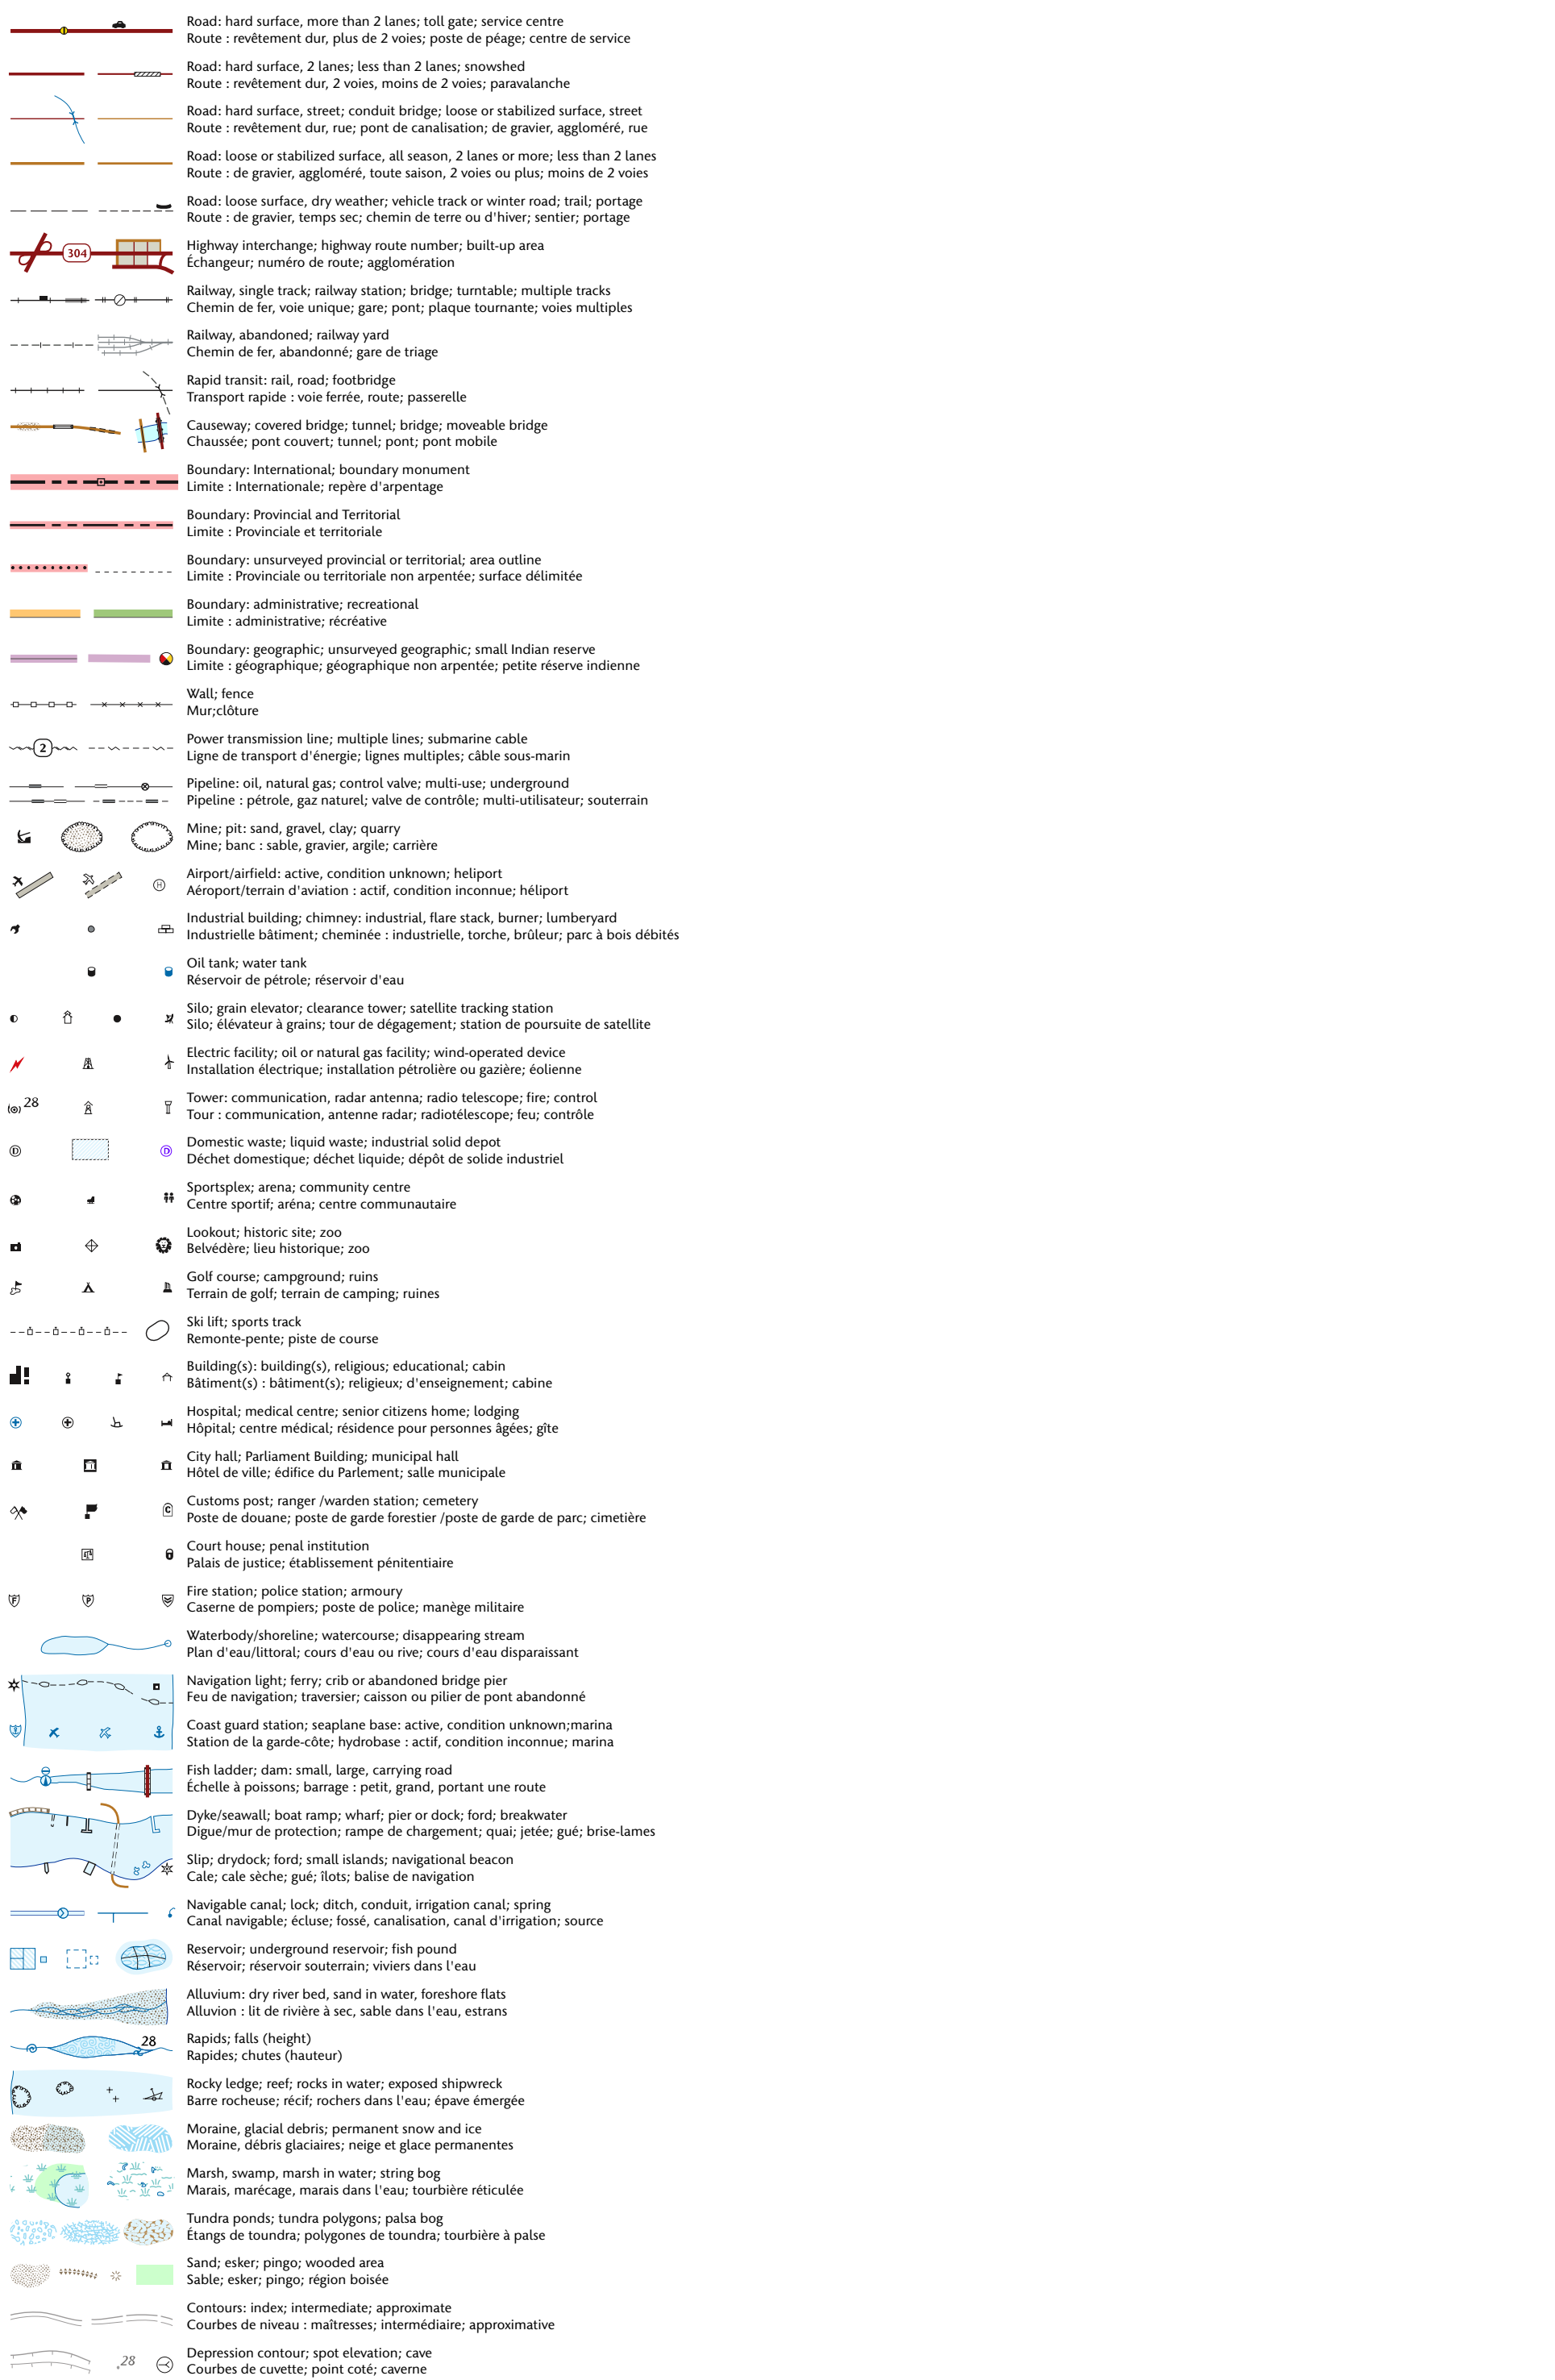 Road: hard surface, more than 2 lanes; toll gate; service centre
Route : revêtement dur, plus de 2 voies; poste de péage; centre de service
Road: hard surface, 2 lanes; less than 2 lanes; snowshed
Route : revêtement dur, 2 voies, moins de 2 voies; paravalanche
Road: hard surface, street; conduit bridge; loose or stabilized surface, street
Route : revêtement dur, rue; pont de canalisation; de gravier, aggloméré, rue
Road: loose or stabilized surface, all season, 2 lanes or more; less than 2 lanes
Route : de gravier, aggloméré, toute saison, 2 voies ou plus; moins de 2 voies
Road: loose surface, dry weather; vehicle track or winter road; trail; portage
Route : de gravier, temps sec; chemin de terre ou d'hiver; sentier; portage
304
Highway interchange; highway route number; built-up area
Échangeur; numéro de route; agglomération
Railway, single track; railway station; bridge; turntable; multiple tracks
Chemin de fer, voie unique; gare; pont; plaque tournante; voies multiples
Railway, abandoned; railway yard
Chemin de fer, abandonné; gare de triage
Rapid transit: rail, road; footbridge
Transport rapide : voie ferrée, route; passerelle
Causeway; covered bridge; tunnel; bridge; moveable bridge
Chaussée; pont couvert; tunnel; pont; pont mobile
Boundary: International; boundary monument
Limite : Internationale; repère d'arpentage
Boundary: Provincial and Territorial
Limite : Provinciale et territoriale
Boundary: unsurveyed provincial or territorial; area outline
Limite : Provinciale ou territoriale non arpentée; surface délimitée
Boundary: administrative; recreational
Limite : administrative; récréative
Boundary: geographic; unsurveyed geographic; small Indian reserve
Limite : géographique; géographique non arpentée; petite réserve indienne
Wall; fence
Mur;clôture
2
Power transmission line; multiple lines; submarine cable
Ligne de transport d'énergie; lignes multiples; câble sous-marin
Pipeline: oil, natural gas; control valve; multi-use; underground
Pipeline : pétrole, gaz naturel; valve de contrôle; multi-utilisateur; souterrain
Mine; pit: sand, gravel, clay; quarry
Mine; banc : sable, gravier, argile; carrière
H
Airport/airfield: active, condition unknown; heliport
Aéroport/terrain d'aviation : actif, condition inconnue; héliport
Industrial building; chimney: industrial, flare stack, burner; lumberyard
Industrielle bâtiment; cheminée : industrielle, torche, brûleur; parc à bois débités
Oil tank; water tank
Réservoir de pétrole; réservoir d'eau
Silo; grain elevator; clearance tower; satellite tracking station
Silo; élévateur à grains; tour de dégagement; station de poursuite de satellite
Electric facility; oil or natural gas facility; wind-operated device
Installation électrique; installation pétrolière ou gazière; éolienne
28
Tower: communication, radar antenna; radio telescope; fire; control
Tour : communication, antenne radar; radiotélescope; feu; contrôle
D D
Domestic waste; liquid waste; industrial solid depot
Déchet domestique; déchet liquide; dépôt de solide industriel
Sportsplex; arena; community centre
Centre sportif; aréna; centre communautaire
Lookout; historic site; zoo
Belvédère; lieu historique; zoo
Golf course; campground; ruins
Terrain de golf; terrain de camping; ruines
Ski lift; sports track
Remonte-pente; piste de course
Building(s): building(s), religious; educational; cabin
Bâtiment(s) : bâtiment(s); religieux; d'enseignement; cabine
Hospital; medical centre; senior citizens home; lodging
Hôpital; centre médical; résidence pour personnes âgées; gîte
City hall; Parliament Building; municipal hall
Hôtel de ville; édifice du Parlement; salle municipale
C
Customs post; ranger /warden station; cemetery
Poste de douane; poste de garde forestier /poste de garde de parc; cimetière
Court house; penal institution
Palais de justice; établissement pénitentiaire
F P
Fire station; police station; armoury
Caserne de pompiers; poste de police; manège militaire
Waterbody/shoreline; watercourse; disappearing stream
Plan d'eau/littoral; cours d'eau ou rive; cours d'eau disparaissant
Navigation light; ferry; crib or abandoned bridge pier
Feu de navigation; traversier; caisson ou pilier de pont abandonné
Coast guard station; seaplane base: active, condition unknown;marina
Station de la garde-côte; hydrobase : actif, condition inconnue; marina
Fish ladder; dam: small, large, carrying road
Échelle à poissons; barrage : petit, grand, portant une route
Dyke/seawall; boat ramp; wharf; pier or dock; ford; breakwater
Digue/mur de protection; rampe de chargement; quai; jetée; gué; brise-lames
Slip; drydock; ford; small islands; navigational beacon
Cale; cale sèche; gué; îlots; balise de navigation
Navigable canal; lock; ditch, conduit, irrigation canal; spring
Canal navigable; écluse; fossé, canalisation, canal d'irrigation; source
Reservoir; underground reservoir; fish pound
Réservoir; réservoir souterrain; viviers dans l'eau
Alluvium: dry river bed, sand in water, foreshore flats
Alluvion : lit de rivière à sec, sable dans l'eau, estrans
28
Rapids; falls (height)
Rapides; chutes (hauteur)
Rocky ledge; reef; rocks in water; exposed shipwreck
Barre rocheuse; récif; rochers dans l'eau; épave émergée
Moraine, glacial debris; permanent snow and ice
Moraine, débris glaciaires; neige et glace permanentes
Marsh, swamp, marsh in water; string bog
Marais, marécage, marais dans l'eau; tourbière réticulée
Tundra ponds; tundra polygons; palsa bog
Étangs de toundra; polygones de toundra; tourbière à palse
Sand; esker; pingo; wooded area
Sable; esker; pingo; région boisée
Contours: index; intermediate; approximate
Courbes de niveau : maîtresses; intermédiaire; approximative
.28
Depression contour; spot elevation; cave
Courbes de cuvette; point coté; caverne